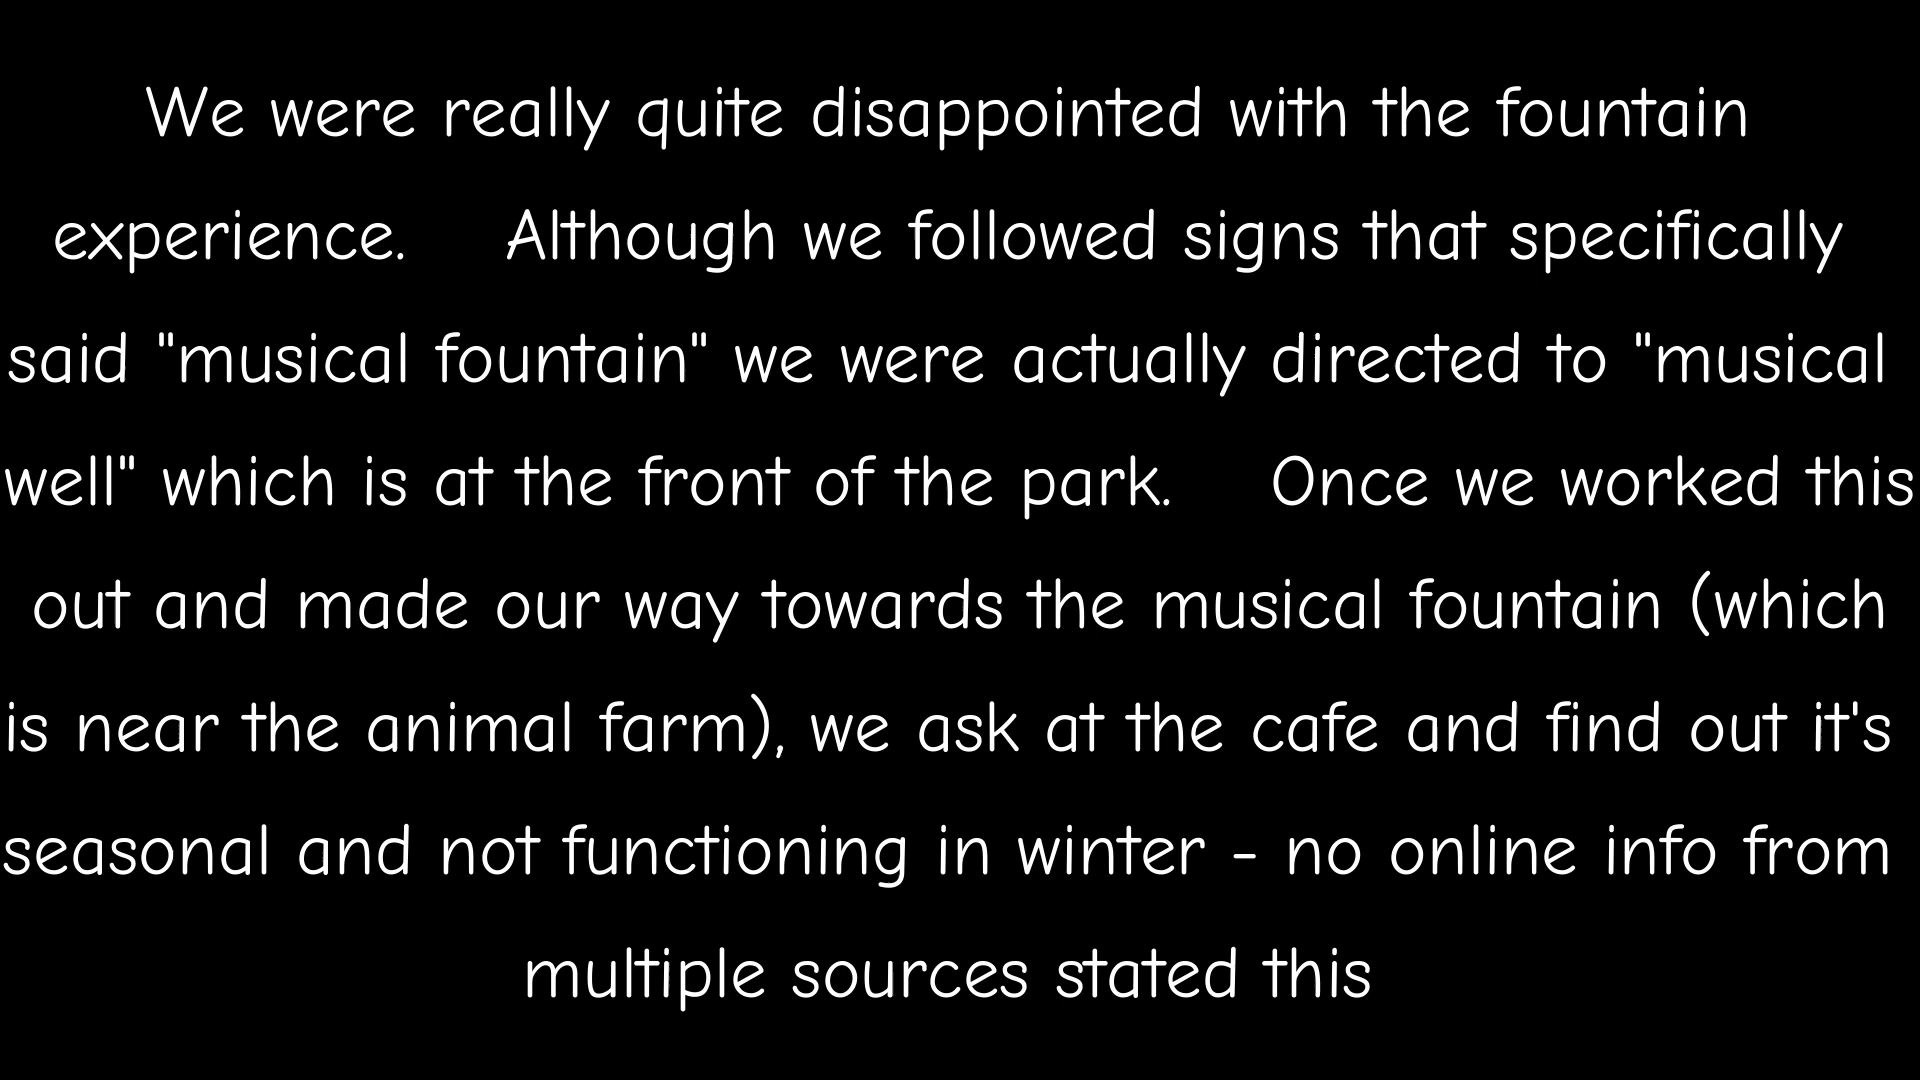 We were really quite disappointed with the fountain
experience.    Although we followed signs that specifically
said "musical fountain" we were actually directed to "musical
well" which is at the front of the park.    Once we worked this
out and made our way towards the musical fountain (which
is near the animal farm), we ask at the cafe and find out it's
seasonal and not functioning in winter - no online info from
multiple sources stated this